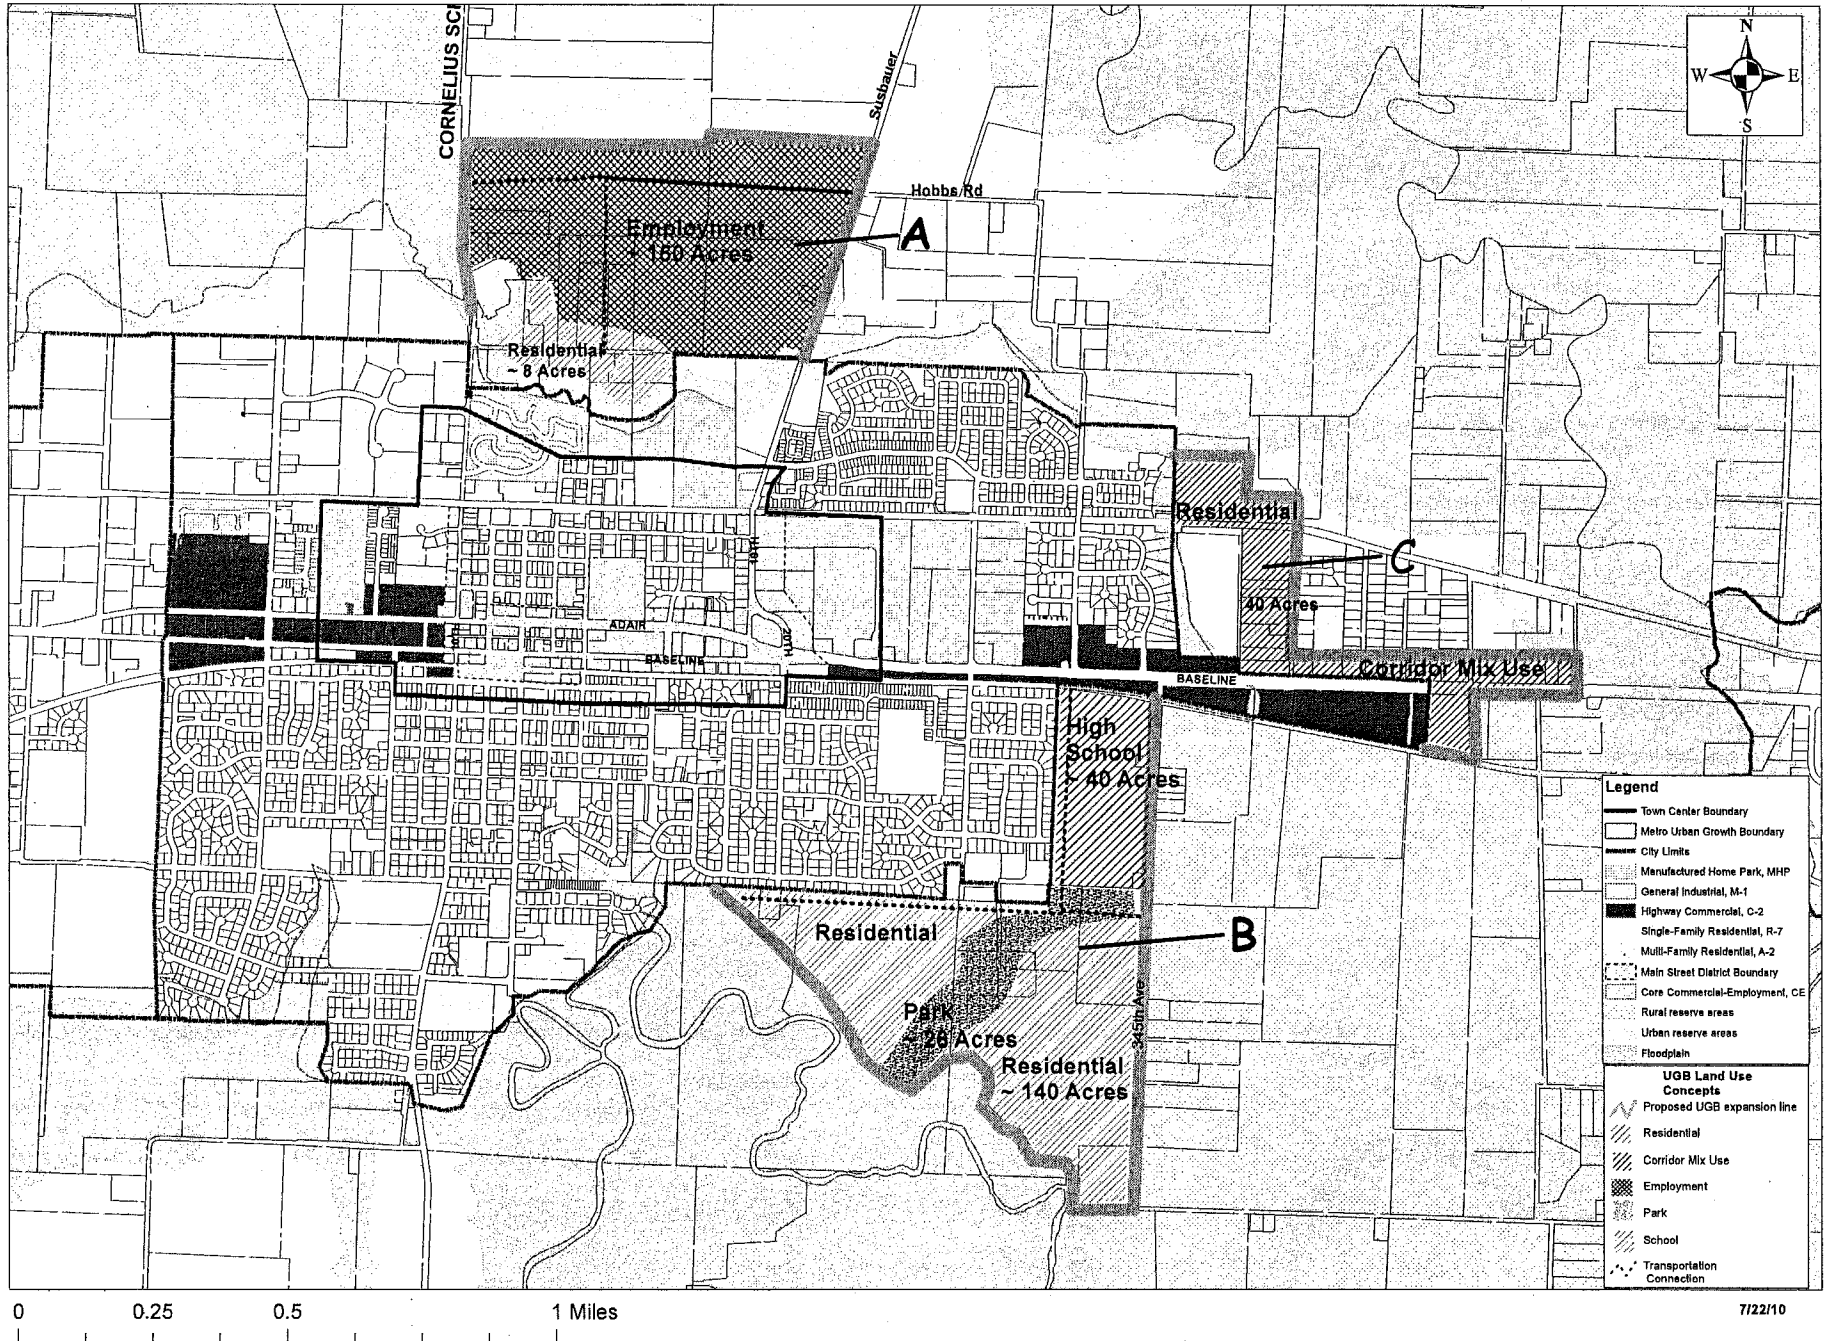 CORNELIUS SCH
Susbauer
N
W
E
S
Hobbs Rd
A
Employment
~ 150 Acres
Residential
~ 8 Acres
Residential
C
40 Acres
19TH
10TH
ADAIR
20TH
BASELINE
BASELINE
Corridor Mix Use
High
School
~ 40 Acres
Residential
B
Park
~ 26 Acres
345th Ave
Residential
~ 140 Acres
Legend
Town Center Boundary
Metro Urban Growth Boundary
City Limits
Manufactured Home Park, MHP
General Industrial, M-1
Highway Commercial, C-2
Single-Family Residential, R-7
Multi-Family Residential, A-2
Main Street District Boundary
Core Commercial-Employment, CE
Rural reserve areas
Urban reserve areas
Floodplain
UGB Land Use
Concepts
Proposed UGB expansion line
Residential
Corridor Mix Use
Employment
Park
School
Transportation
Connection
0 0.25 0.5 1 Miles
7/22/10